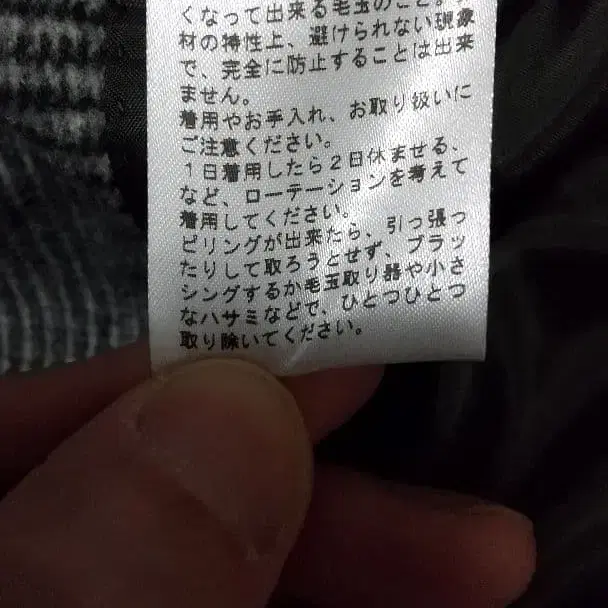 くなって出来る毛玉のこと。
材の特性上、避けられない現象
で、完全に防止することは出来
ません。
着用やお手入れ、お取り扱いに
ご注意ください。
1日着用したら2日休ませる、
など、ローテーションを考えて
着用してください。
ピリングが出来たら、引っ張っ
たりして取ろうとせず、ブラッ
シングするか毛玉取り器や小さ
なハサミなどで、ひとつひとつ
取り除いてください。